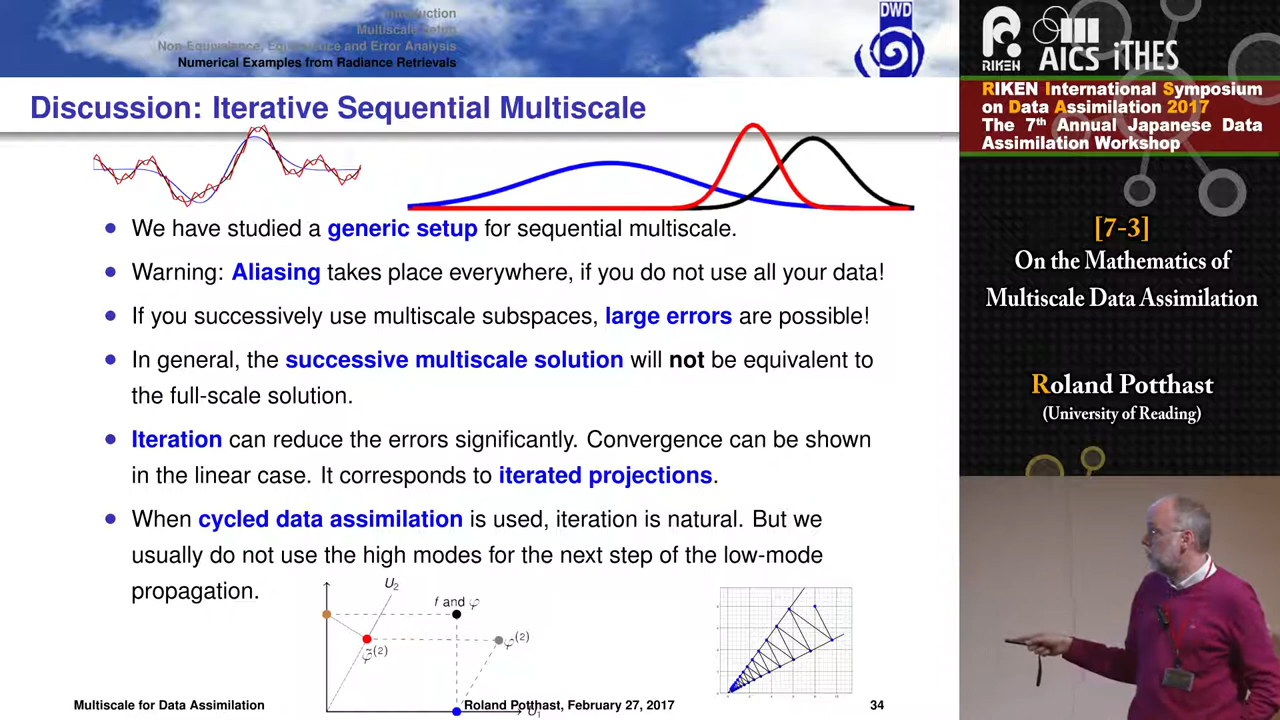 Introduction
Multiscale Setup
Non-Equivalence, Equivalence and Error Analysis
Numerical Examples from Radiance Retrievals
DWD
Discussion: Iterative Sequential Multiscale
• We have studied a generic setup for sequential multiscale.
• Warning: Aliasing takes place everywhere, if you do not use all your data!
• If you successively use multiscale subspaces, large errors are possible!
• In general, the successive multiscale solution will not be equivalent to
the full-scale solution.
• Iteration can reduce the errors significantly. Convergence can be shown
in the linear case. It corresponds to iterated projections.
• When cycled data assimilation is used, iteration is natural. But we
usually do not use the high modes for the next step of the low-mode
propagation.
U₂
f and φ
φ̃⁽²⁾
φ⁽²⁾
U₁
Multiscale for Data Assimilation
Roland Potthast, February 27, 2017
34
RIKEN
AICS iTHES
RIKEN International Symposium
on Data Assimilation 2017
The 7th Annual Japanese Data
Assimilation Workshop
[7-3]
On the Mathematics of
Multiscale Data Assimilation
Roland Potthast
(University of Reading)